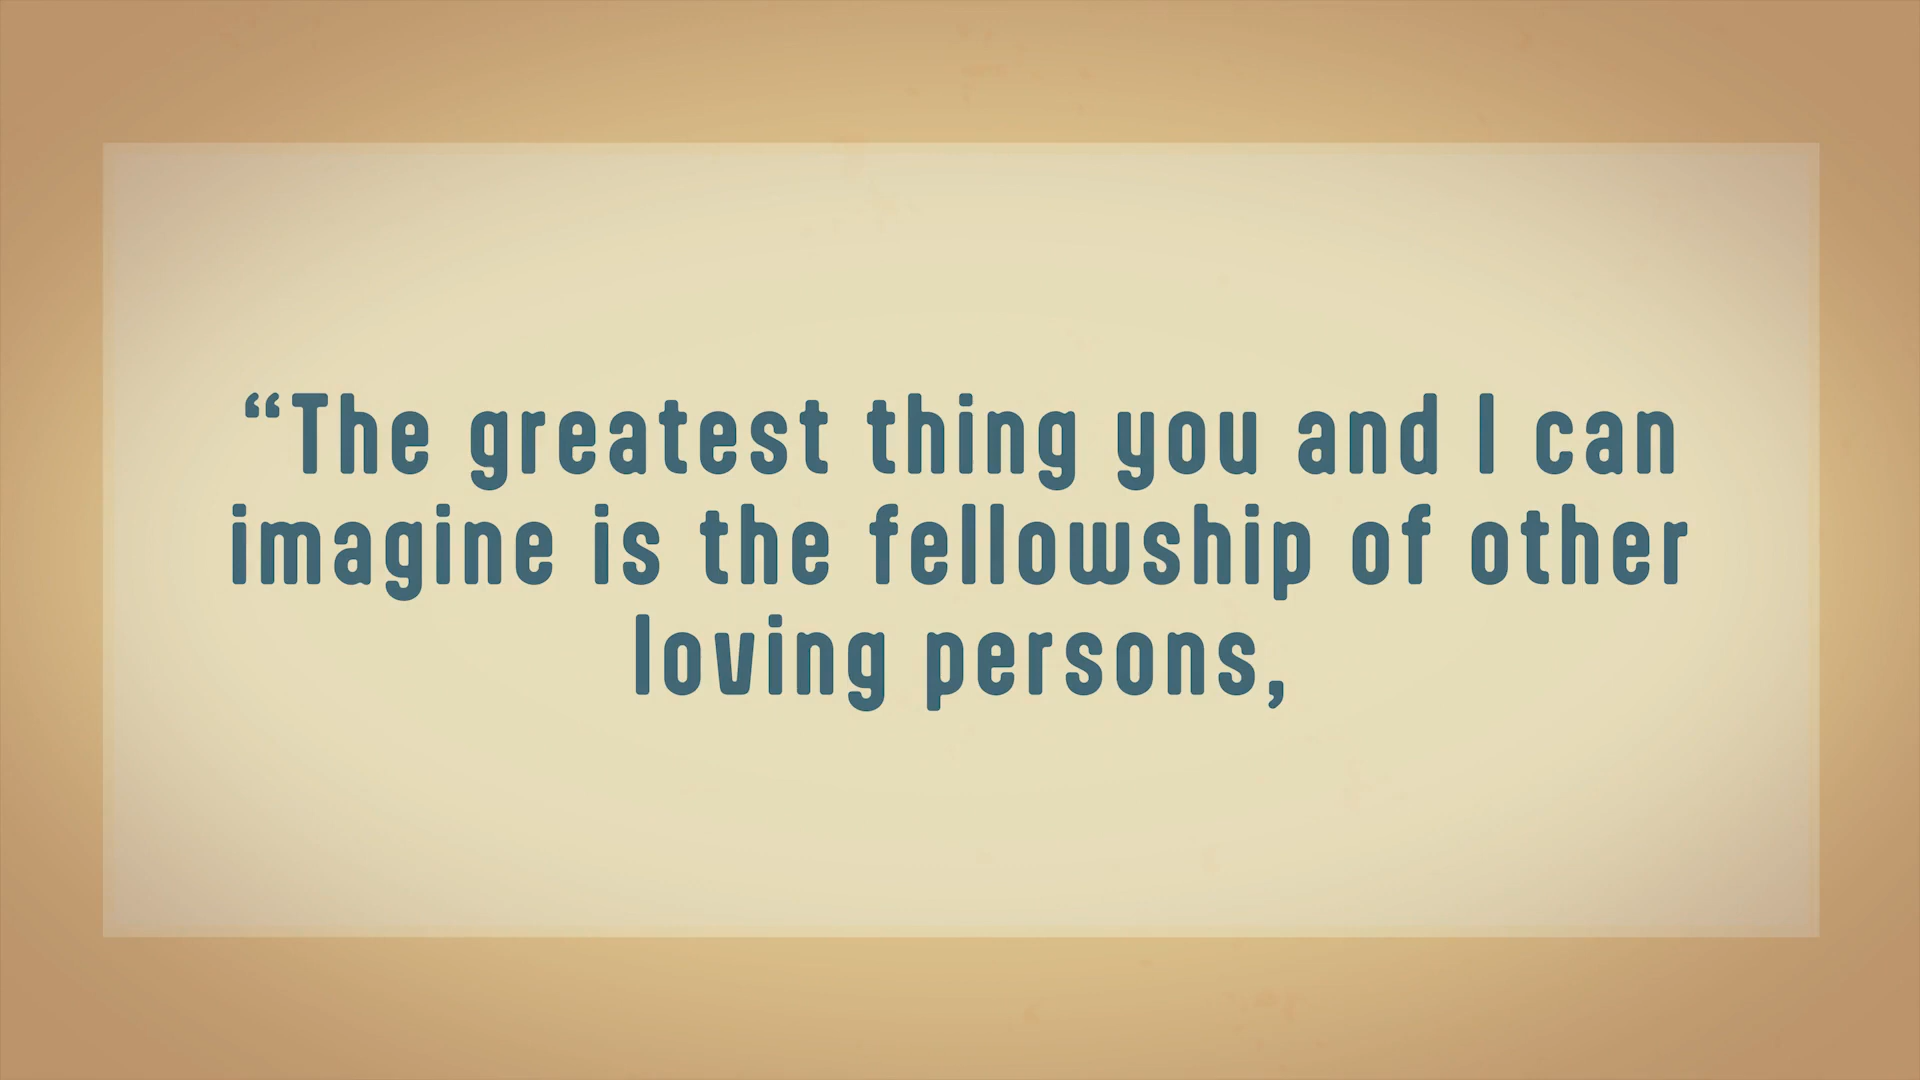 “The greatest thing you and I can
imagine is the fellowship of other
loving persons,